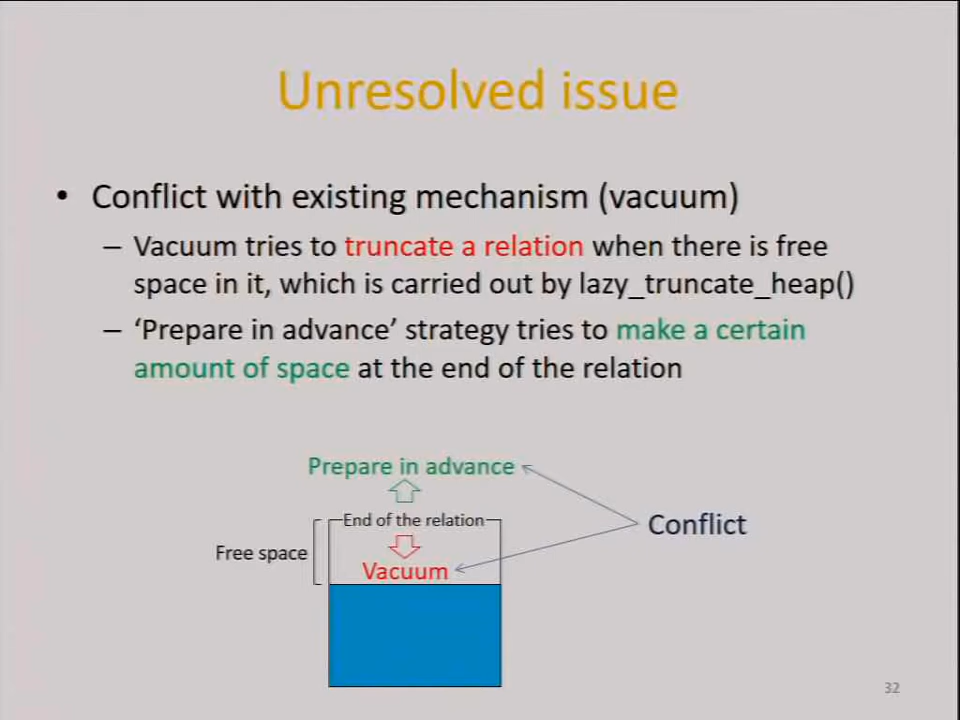 Unresolved issue
• Conflict with existing mechanism (vacuum)
– Vacuum tries to truncate a relation when there is free
space in it, which is carried out by lazy_truncate_heap()
– ‘Prepare in advance’ strategy tries to make a certain
amount of space at the end of the relation
Prepare in advance
End of the relation
Conflict
Free space
Vacuum
32